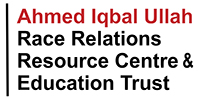 Ahmed Iqbal Ullah
Race Relations
Resource Centre &
Education Trust